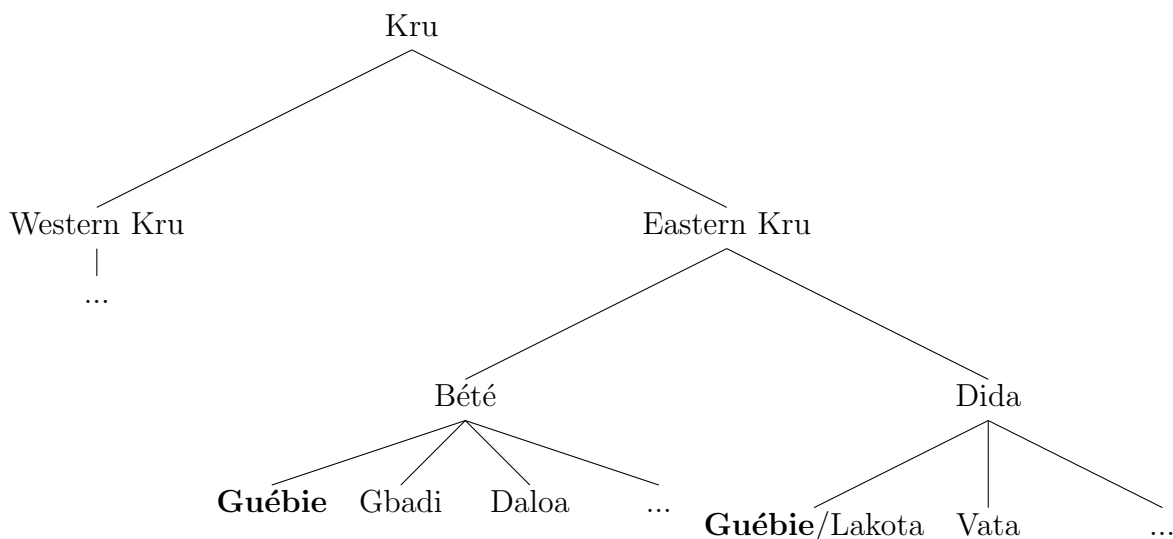 Kru
Western Kru Eastern Kru
...
Bété Dida
Guébie Gbadi Daloa ...
Guébie/Lakota Vata ...